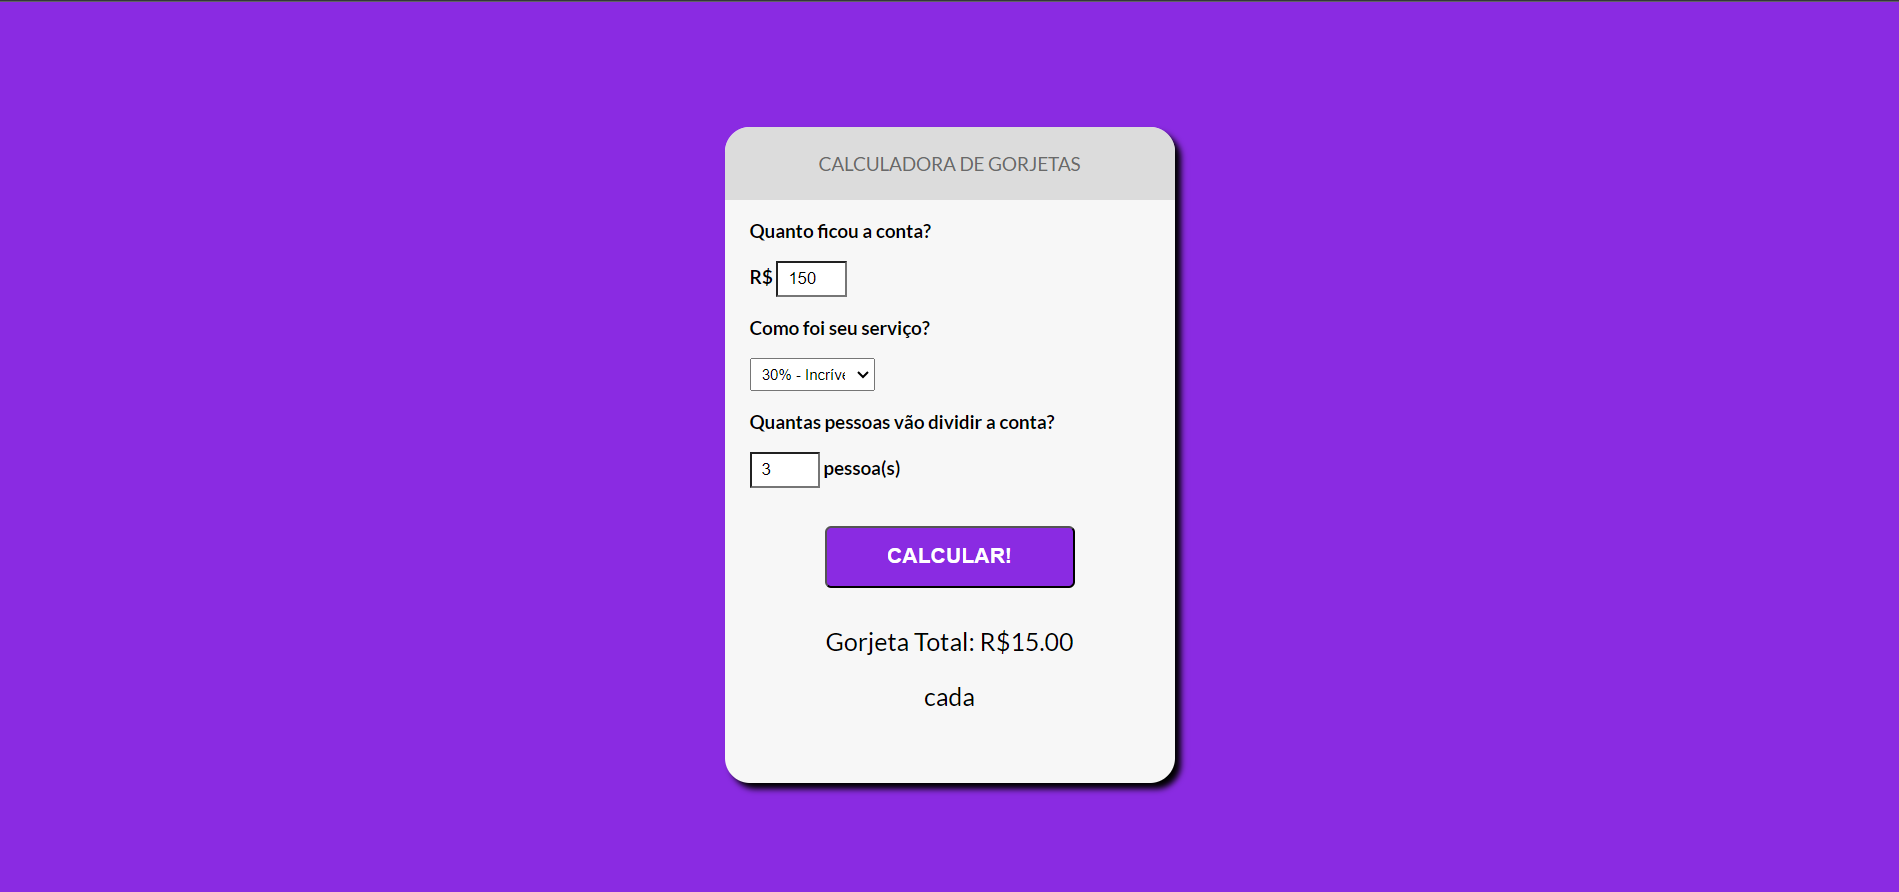 CALCULADORA DE GORJETAS
Quanto ficou a conta?
R$ 150
Como foi seu serviço?
30% - Incríve
Quantas pessoas vão dividir a conta?
3 pessoa(s)
CALCULAR!
Gorjeta Total: R$15.00
cada